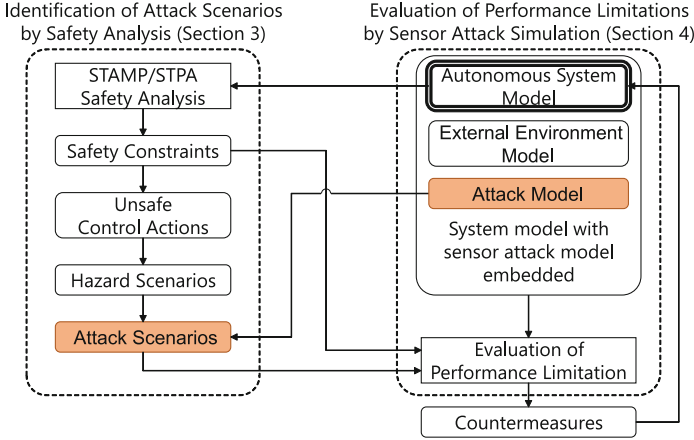 Identification of Attack Scenarios
by Safety Analysis (Section 3)
STAMP/STPA
Safety Analysis
Safety Constraints
Unsafe
Control Actions
Hazard Scenarios
Attack Scenarios
Evaluation of Performance Limitations
by Sensor Attack Simulation (Section 4)
Autonomous System
Model
External Environment
Model
Attack Model
System model with
sensor attack model
embedded
Evaluation of
Performance Limitation
Countermeasures